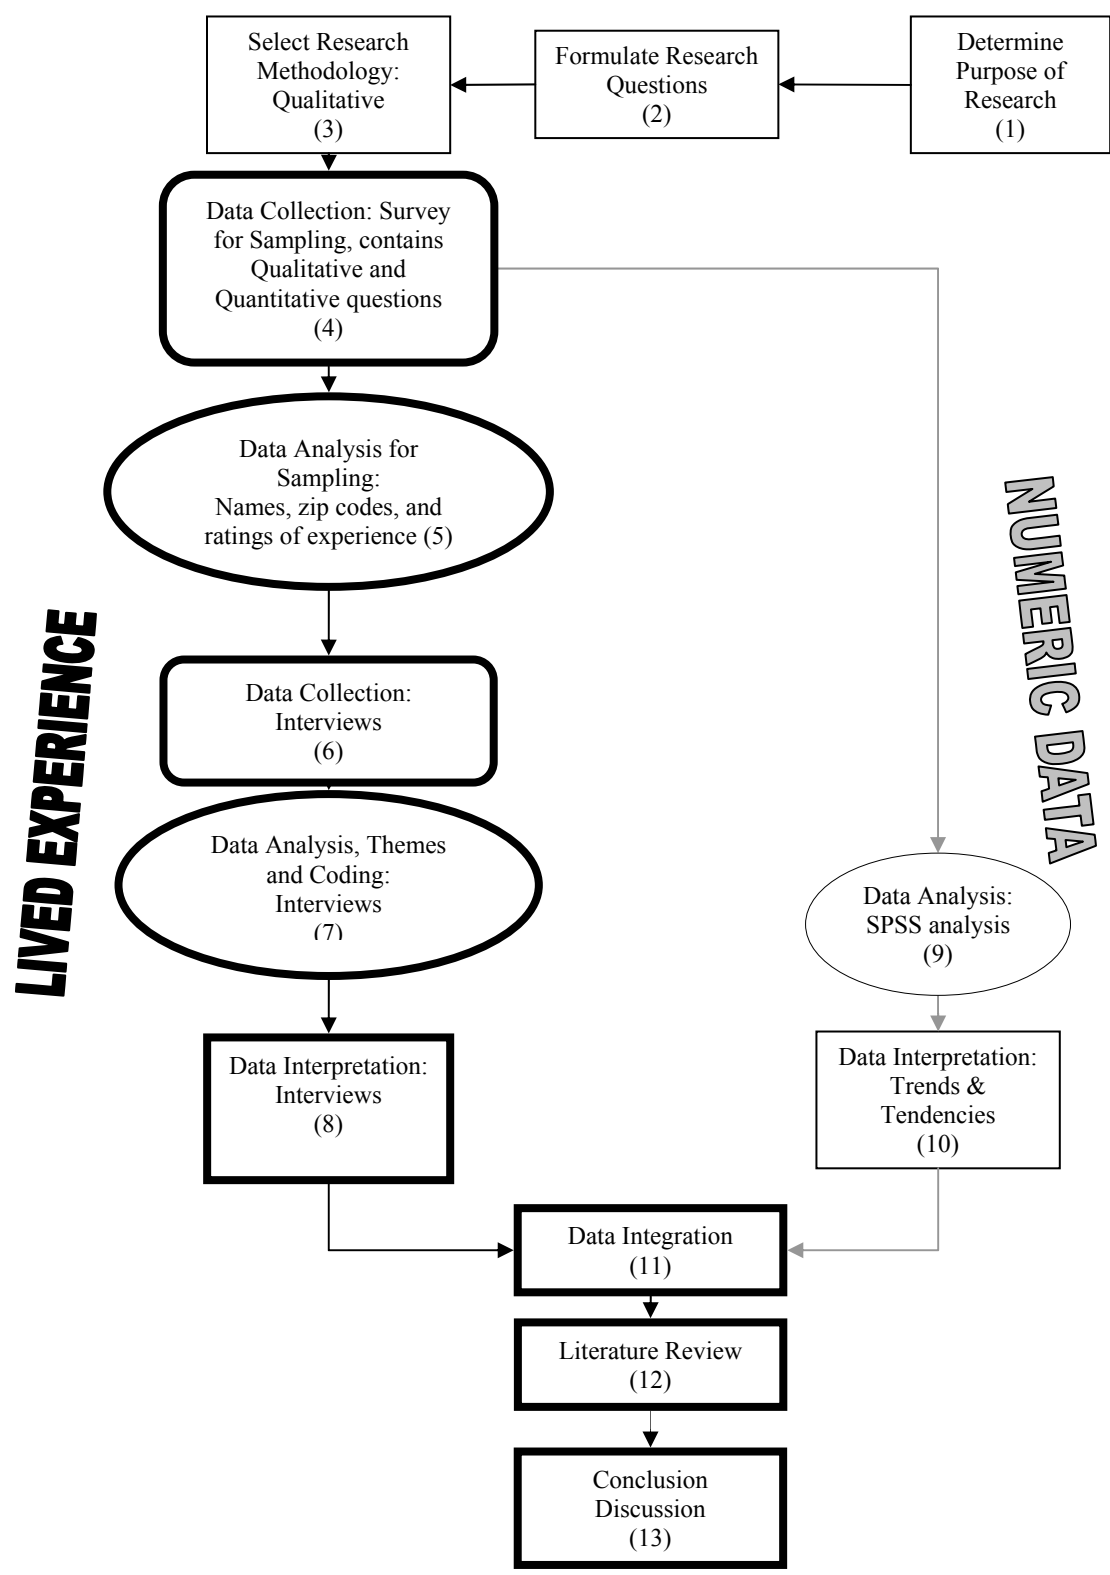 Determine
Purpose of
Research
(1)
Formulate Research
Questions
(2)
Select Research
Methodology:
Qualitative
(3)
Data Collection: Survey
for Sampling, contains
Qualitative and
Quantitative questions
(4)
Data Analysis for
Sampling:
Names, zip codes, and
ratings of experience (5)
Data Collection:
Interviews
(6)
Data Analysis, Themes
and Coding:
Interviews
(7)
Data Interpretation:
Interviews
(8)
LIVED EXPERIENCE
NUMERIC DATA
Data Analysis:
SPSS analysis
(9)
Data Interpretation:
Trends &
Tendencies
(10)
Data Integration
(11)
Literature Review
(12)
Conclusion
Discussion
(13)